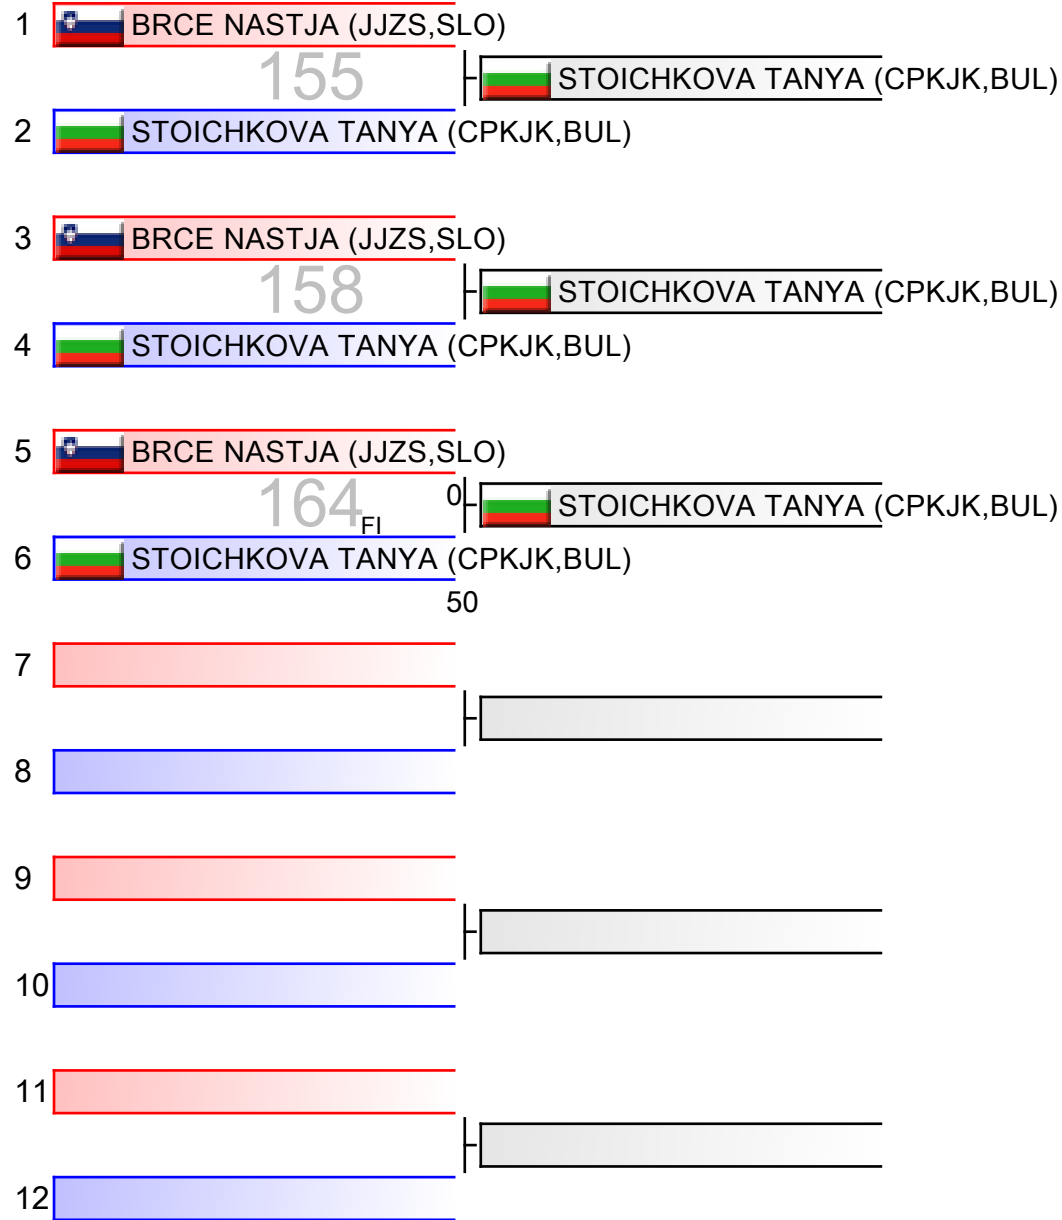 1 BRCE NASTJA (JJZS,SLO)
155 STOICHKOVA TANYA (CPKJK,BUL)
2 STOICHKOVA TANYA (CPKJK,BUL)
3 BRCE NASTJA (JJZS,SLO)
158 STOICHKOVA TANYA (CPKJK,BUL)
4 STOICHKOVA TANYA (CPKJK,BUL)
5 BRCE NASTJA (JJZS,SLO)
164 FI 0 STOICHKOVA TANYA (CPKJK,BUL)
6 STOICHKOVA TANYA (CPKJK,BUL)
50
7
8
9
10
11
12